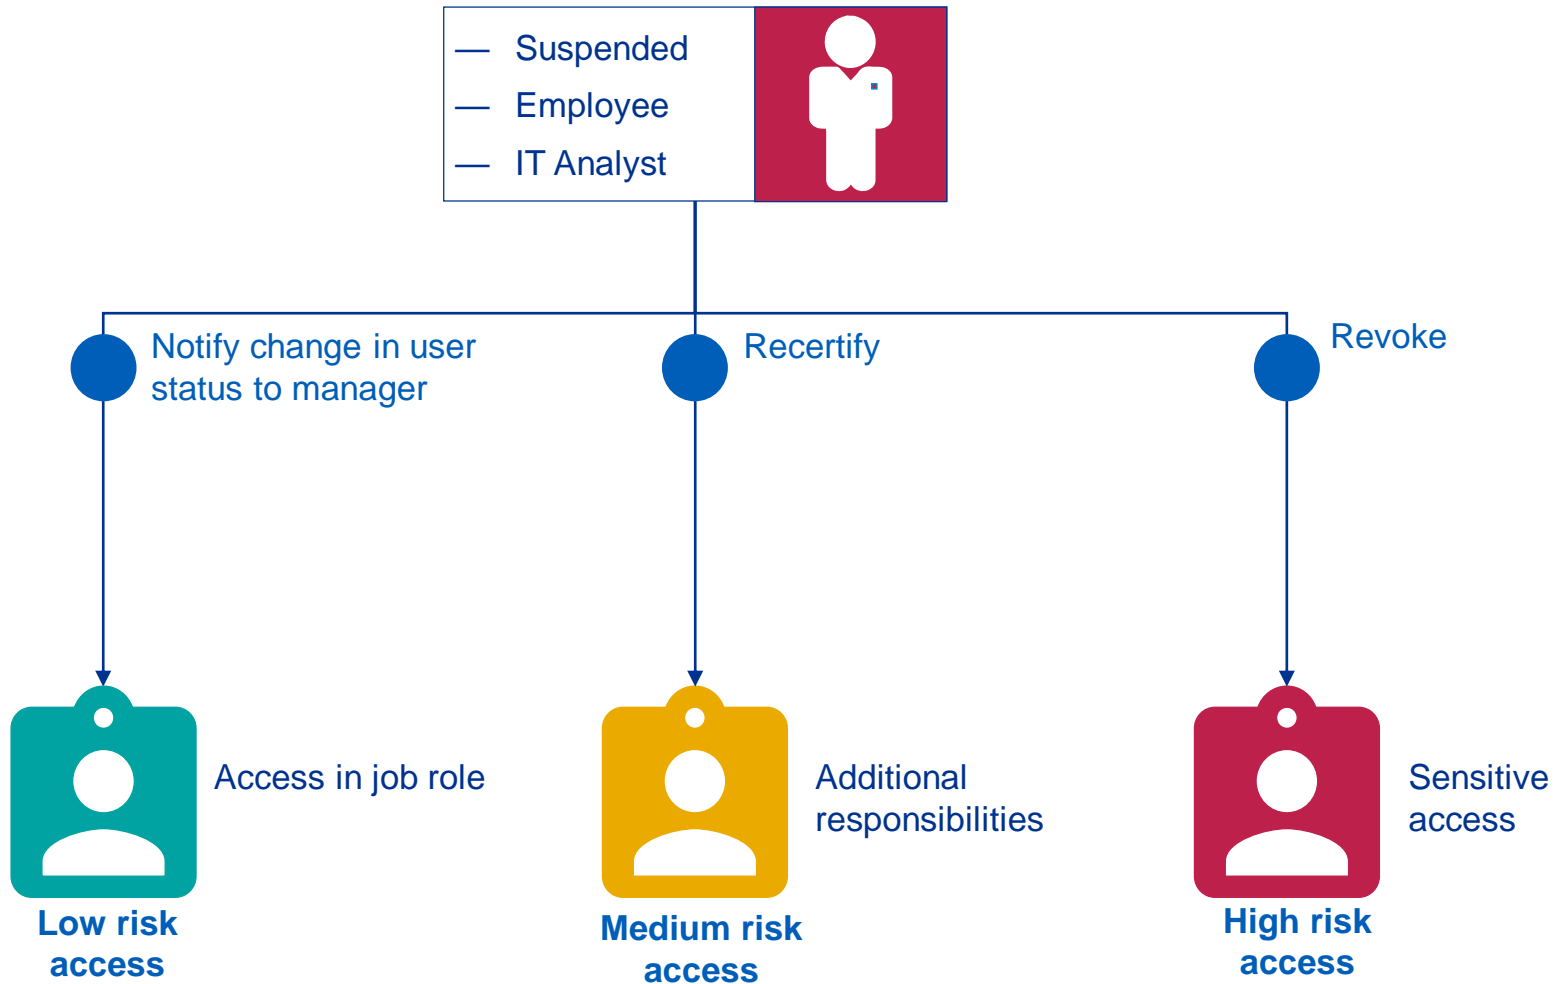 — Suspended
— Employee
— IT Analyst
Notify change in user
status to manager
Recertify
Revoke
Access in job role
Additional
responsibilities
Sensitive
access
Low risk
access
Medium risk
access
High risk
access